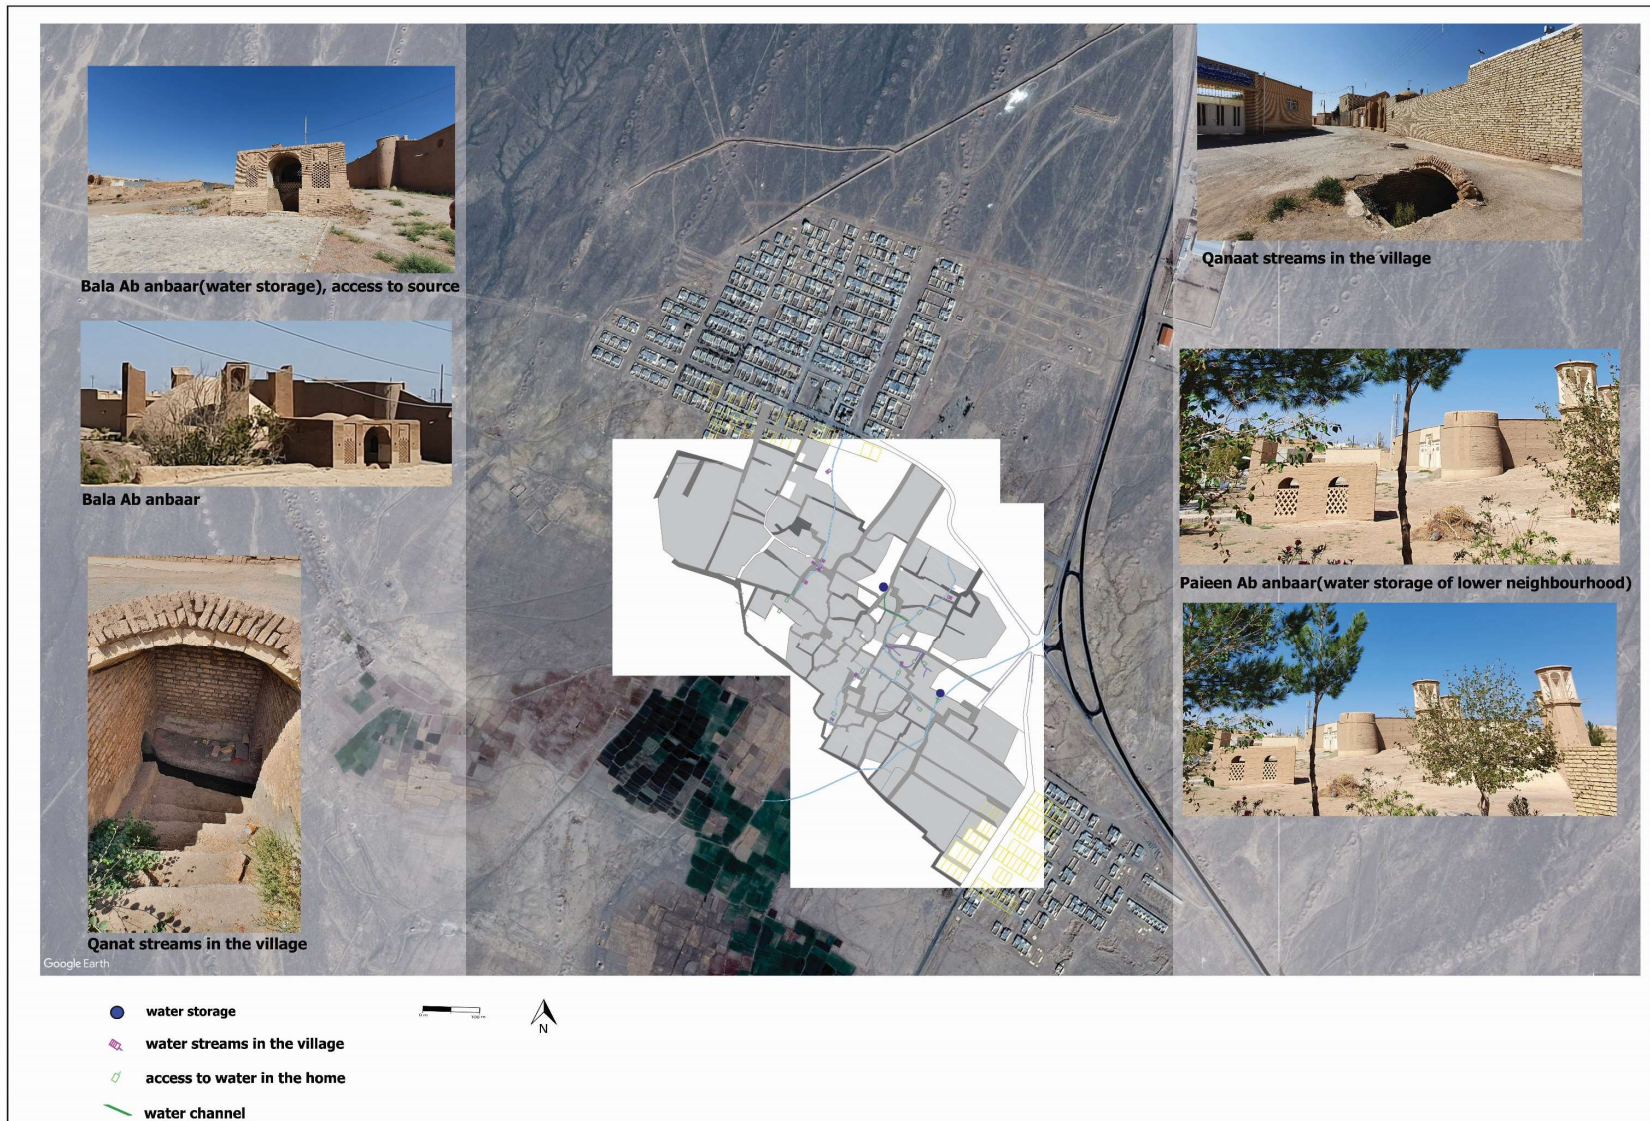 Bala Ab anbaar(water storage), access to source
Bala Ab anbaar
Qanat streams in the village
Google Earth
Qanaat streams in the village
Paieen Ab anbaar(water storage of lower neighbourhood)
water storage
water streams in the village
access to water in the home
water channel
0 m
100 m
N